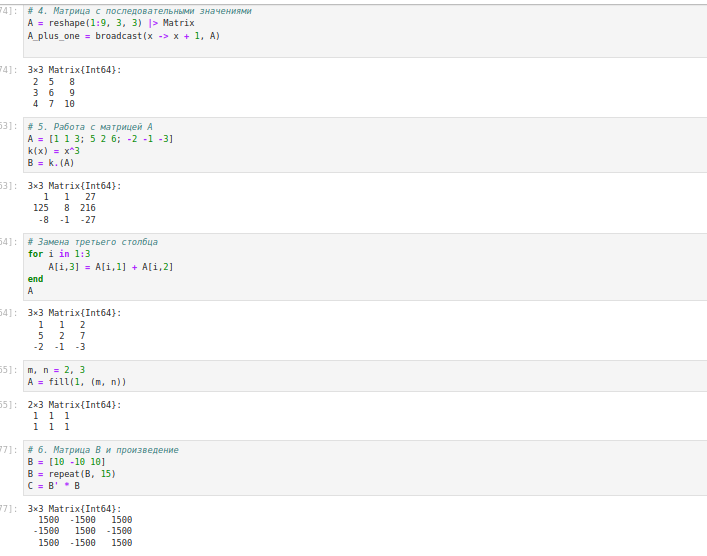 74]: # 4. Матрица с последовательными значениями
A = reshape(1:9, 3, 3) |> Matrix
A_plus_one = broadcast(x -> x + 1, A)
74]: 3×3 Matrix{Int64}:
2 5 8
3 6 9
4 7 10
53]: # 5. Работа с матрицей A
A = [1 1 3; 5 2 6; -2 -1 -3]
k(x) = x^3
B = k.(A)
53]: 3×3 Matrix{Int64}:
1 1 27
125 8 216
-8 -1 -27
54]: # Замена третьего столбца
for i in 1:3
A[i,3] = A[i,1] + A[i,2]
end
A
54]: 3×3 Matrix{Int64}:
1 1 2
5 2 7
-2 -1 -3
55]: m, n = 2, 3
A = fill(1, (m, n))
55]: 2×3 Matrix{Int64}:
1 1 1
1 1 1
77]: # 6. Матрица B и произведение
B = [10 -10 10]
B = repeat(B, 15)
C = B' * B
77]: 3×3 Matrix{Int64}:
1500 -1500 1500
-1500 1500 -1500
1500 -1500 1500